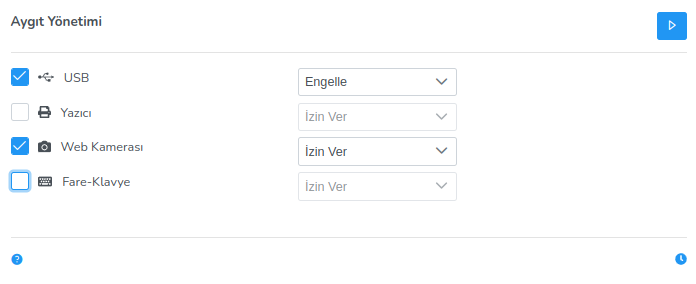 Aygıt Yönetimi
USB Engelle
Yazıcı İzin Ver
Web Kamerası İzin Ver
Fare-Klavye İzin Ver